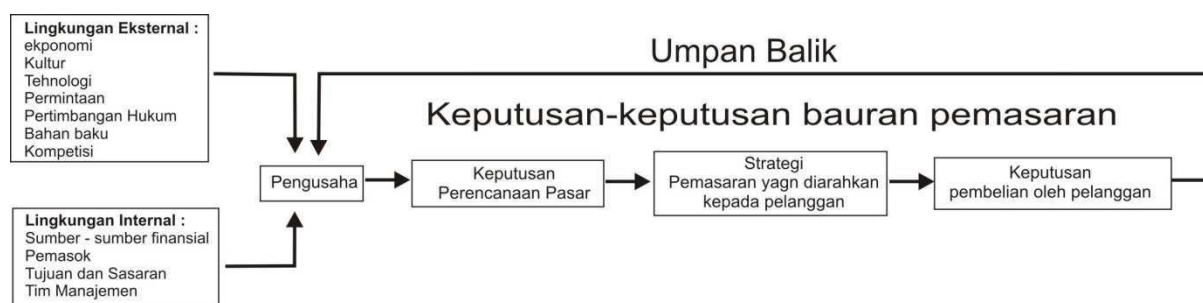 Lingkungan Eksternal :
ekponomi
Kultur
Tehnologi
Permintaan
Pertimbangan Hukum
Bahan baku
Kompetisi
Umpan Balik
Keputusan-keputusan bauran pemasaran
Pengusaha
Keputusan
Perencanaan Pasar
Strategi
Pemasaran yagn diarahkan
kepada pelanggan
Keputusan
pembelian oleh pelanggan
Lingkungan Internal :
Sumber - sumber finansial
Pemasok
Tujuan dan Sasaran
Tim Manajemen